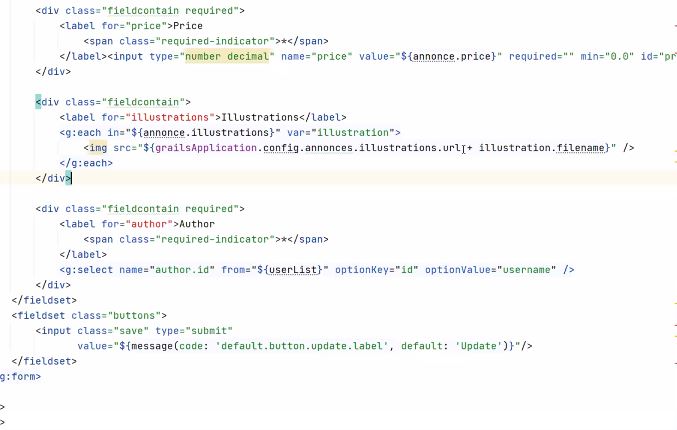 <div class="fieldcontain required">
<label for="price">Price
<span class="required-indicator">*</span>
</label><input type="number decimal" name="price" value="${annonce.price}" required="" min="0.0" id="pr
</div>
<div class="fieldcontain">
<label for="illustrations">Illustrations</label>
<g:each in="${annonce.illustrations}" var="illustration">
<img src="${grailsApplication.config.annonces.illustrations.url + illustration.filename}" />
</g:each>
</div>
<div class="fieldcontain required">
<label for="author">Author
<span class="required-indicator">*</span>
</label>
<g:select name="author.id" from="${userList}" optionKey="id" optionValue="username" />
</div>
</fieldset>
<fieldset class="buttons">
<input class="save" type="submit"
value="${message(code: 'default.button.update.label', default: 'Update')}"/>
</fieldset>
g:form>
>
>